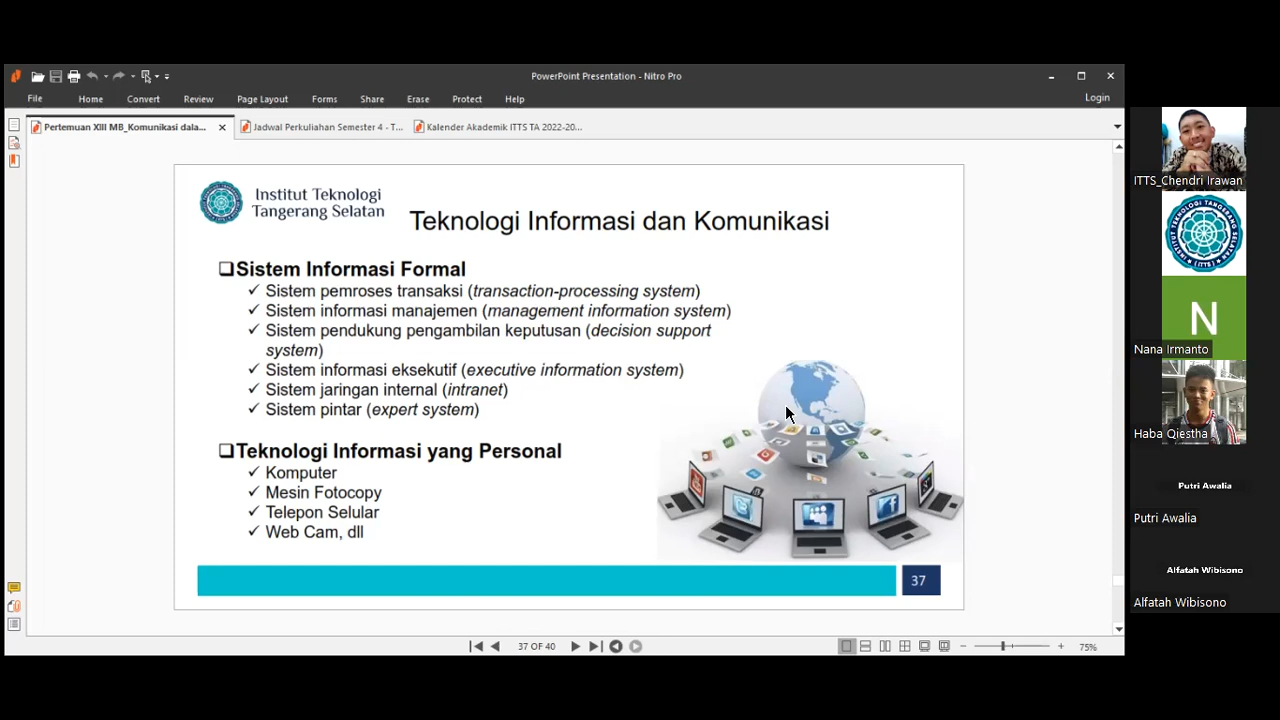 PowerPoint Presentation - Nitro Pro
File Home Convert Review Page Layout Forms Share Erase Protect Help Login
Pertemuan XIII MB_Komunikasi dala... Jadwal Perkuliahan Semester 4 - T... Kalender Akademik ITTS TA 2022-20...
Institut Teknologi
Tangerang Selatan
Teknologi Informasi dan Komunikasi
Sistem Informasi Formal
Sistem pemroses transaksi (transaction-processing system)
Sistem informasi manajemen (management information system)
Sistem pendukung pengambilan keputusan (decision support
system)
Sistem informasi eksekutif (executive information system)
Sistem jaringan internal (intranet)
Sistem pintar (expert system)
Teknologi Informasi yang Personal
Komputer
Mesin Fotocopy
Telepon Selular
Web Cam, dll
37
37 OF 40
75%
ITTS_Chendri Irawan
N
Nana Irmanto
Haba Qiestha
Putri Awalia
Putri Awalia
Alfatah Wibisono
Alfatah Wibisono